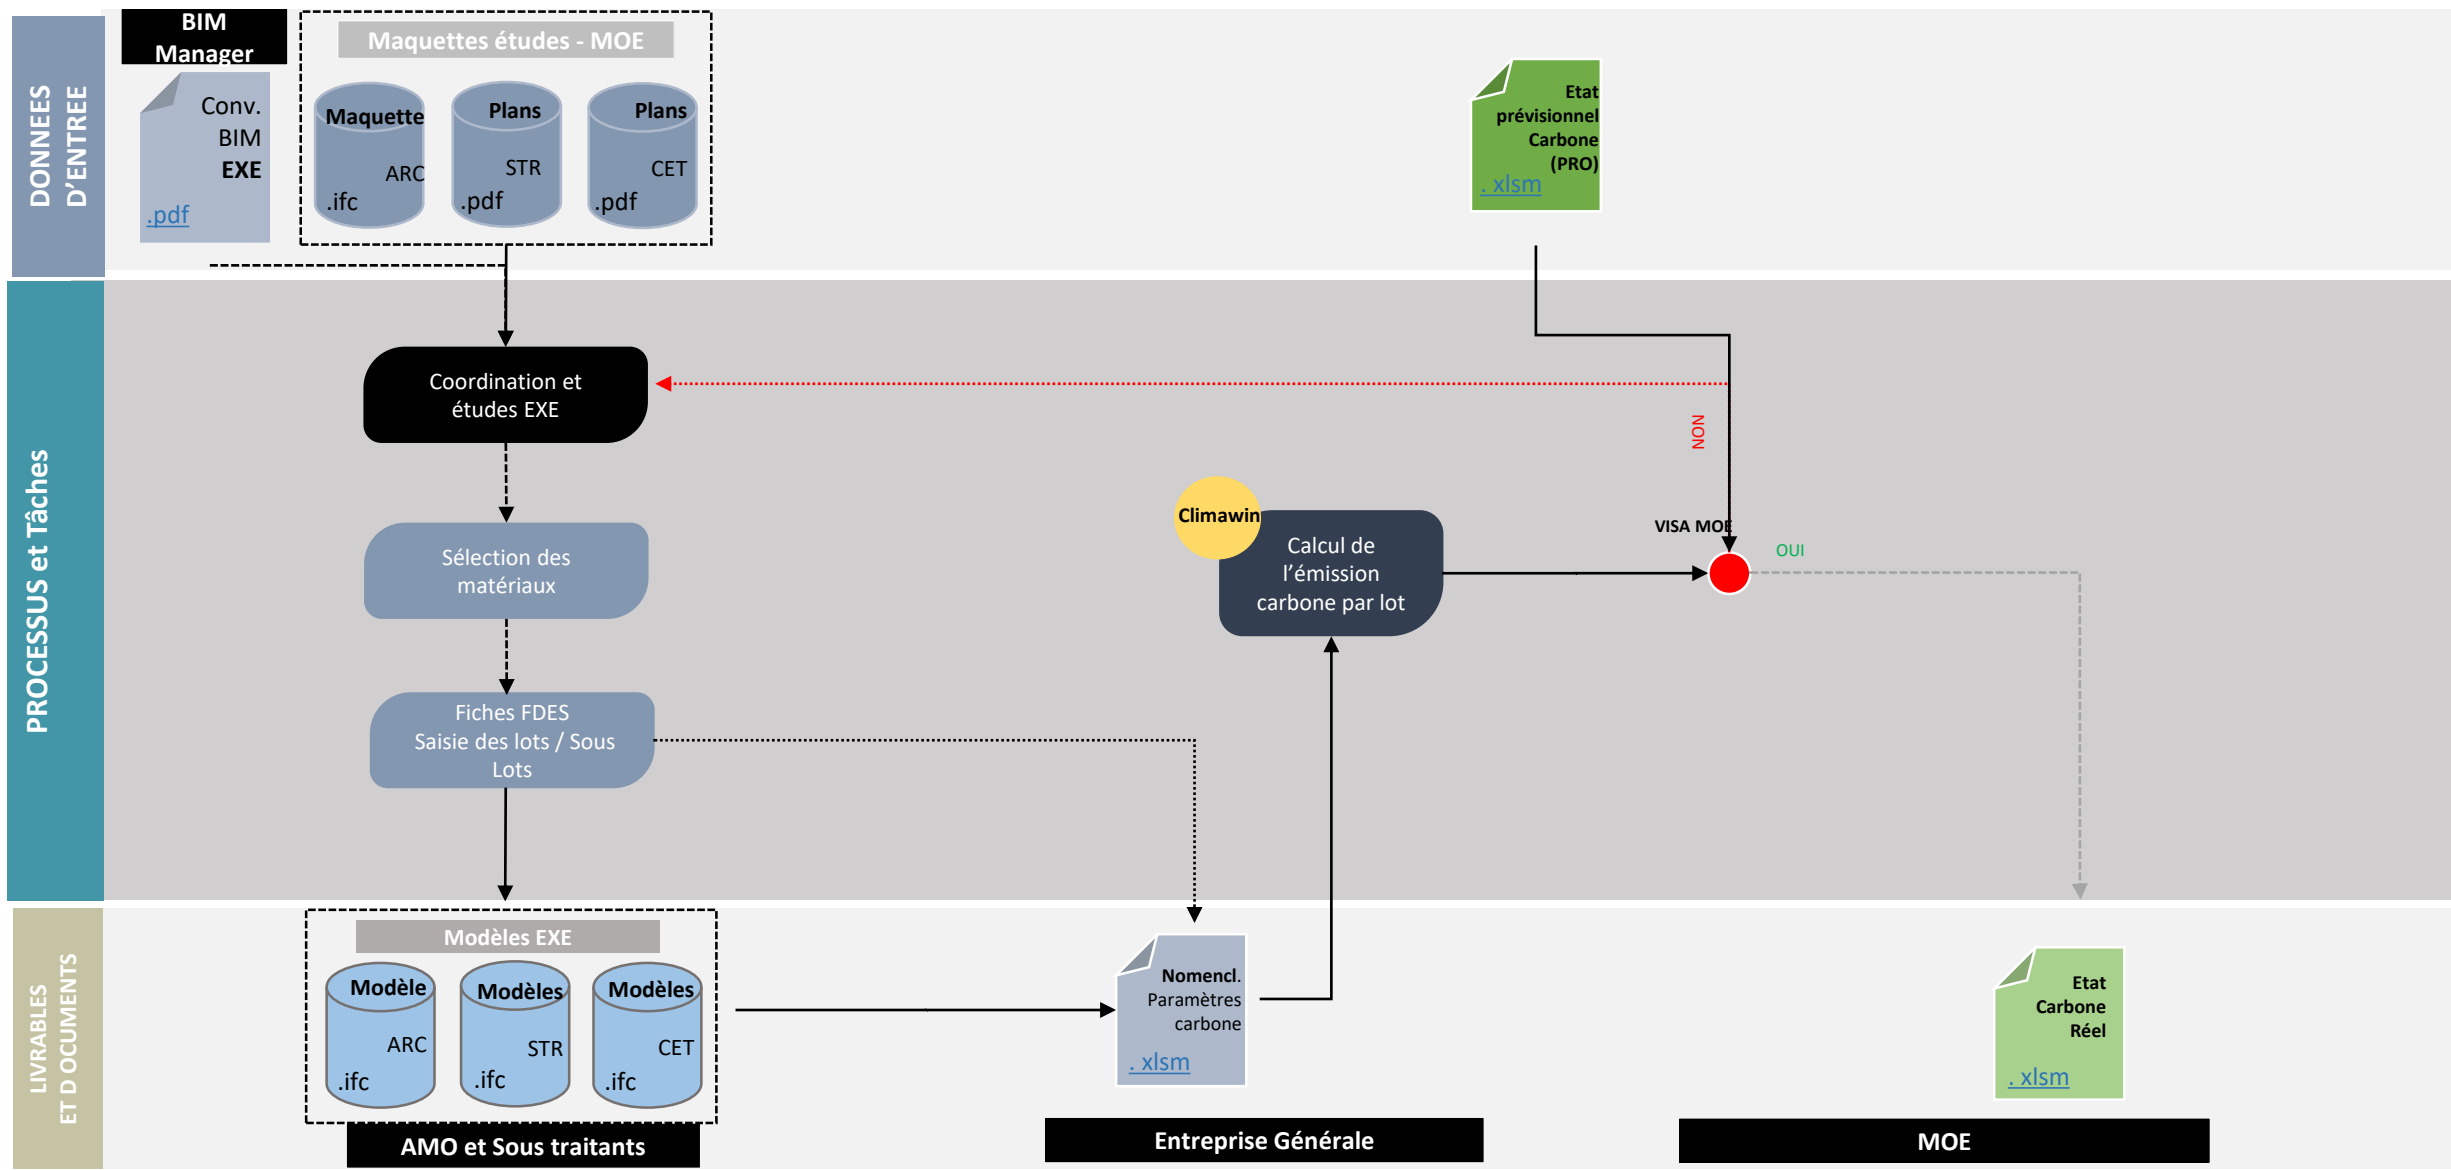 DONNEES
D'ENTREE
BIM
Manager
Conv.
BIM
EXE
.pdf
Maquettes études - MOE
Maquette
ARC
.ifc
Plans
STR
.pdf
Plans
CET
.pdf
Etat
prévisionnel
Carbone
(PRO)
. xlsm
PROCESSUS et Tâches
Coordination et
études EXE
Sélection des
matériaux
Fiches FDES
Saisie des lots / Sous
Lots
Climawin
Calcul de
l’émission
carbone par lot
NON
VISA MOE
OUI
LIVRABLES
ET D OCUMENTS
Modèles EXE
Modèle
ARC
.ifc
Modèles
STR
.ifc
Modèles
CET
.ifc
Nomencl.
Paramètres
carbone
. xlsm
Etat
Carbone
Réel
. xlsm
AMO et Sous traitants
Entreprise Générale
MOE